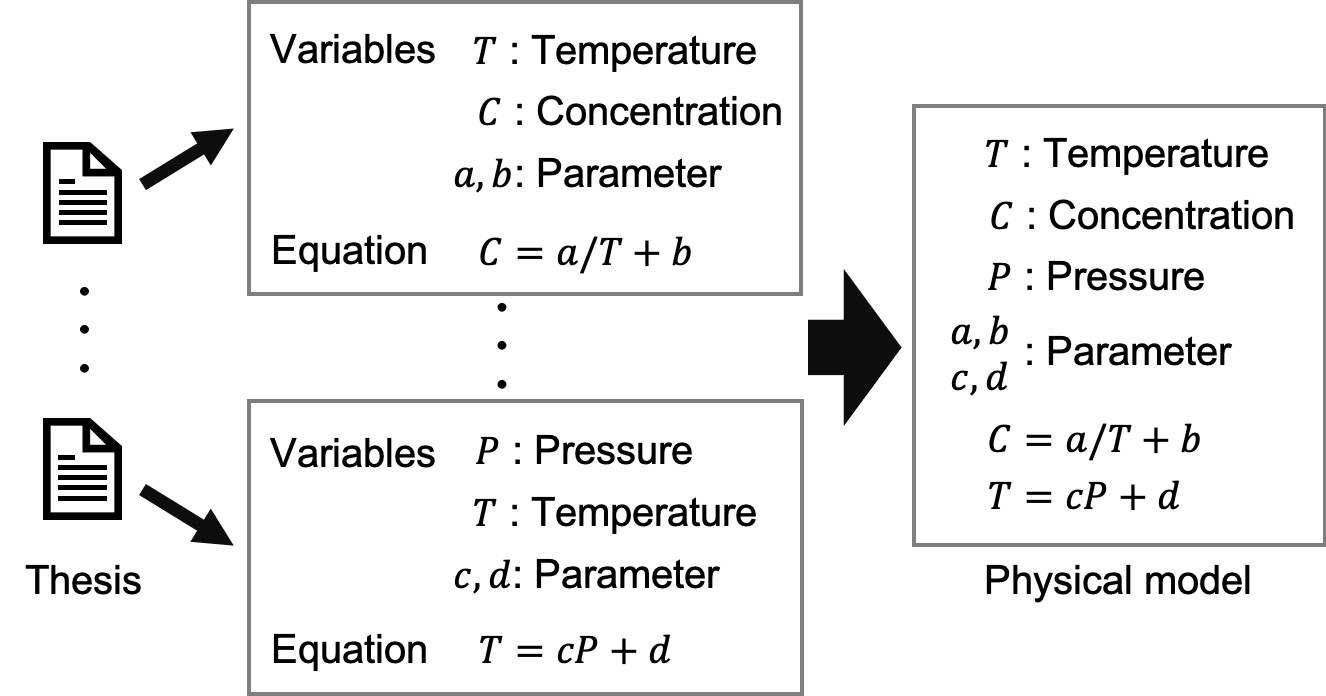 Variables T : Temperature
C : Concentration
a, b: Parameter
Equation C = a/T + b
Variables P : Pressure
T : Temperature
c, d: Parameter
Equation T = cP + d
Thesis
T : Temperature
C : Concentration
P : Pressure
a, b
c, d : Parameter
C = a/T + b
T = cP + d
Physical model